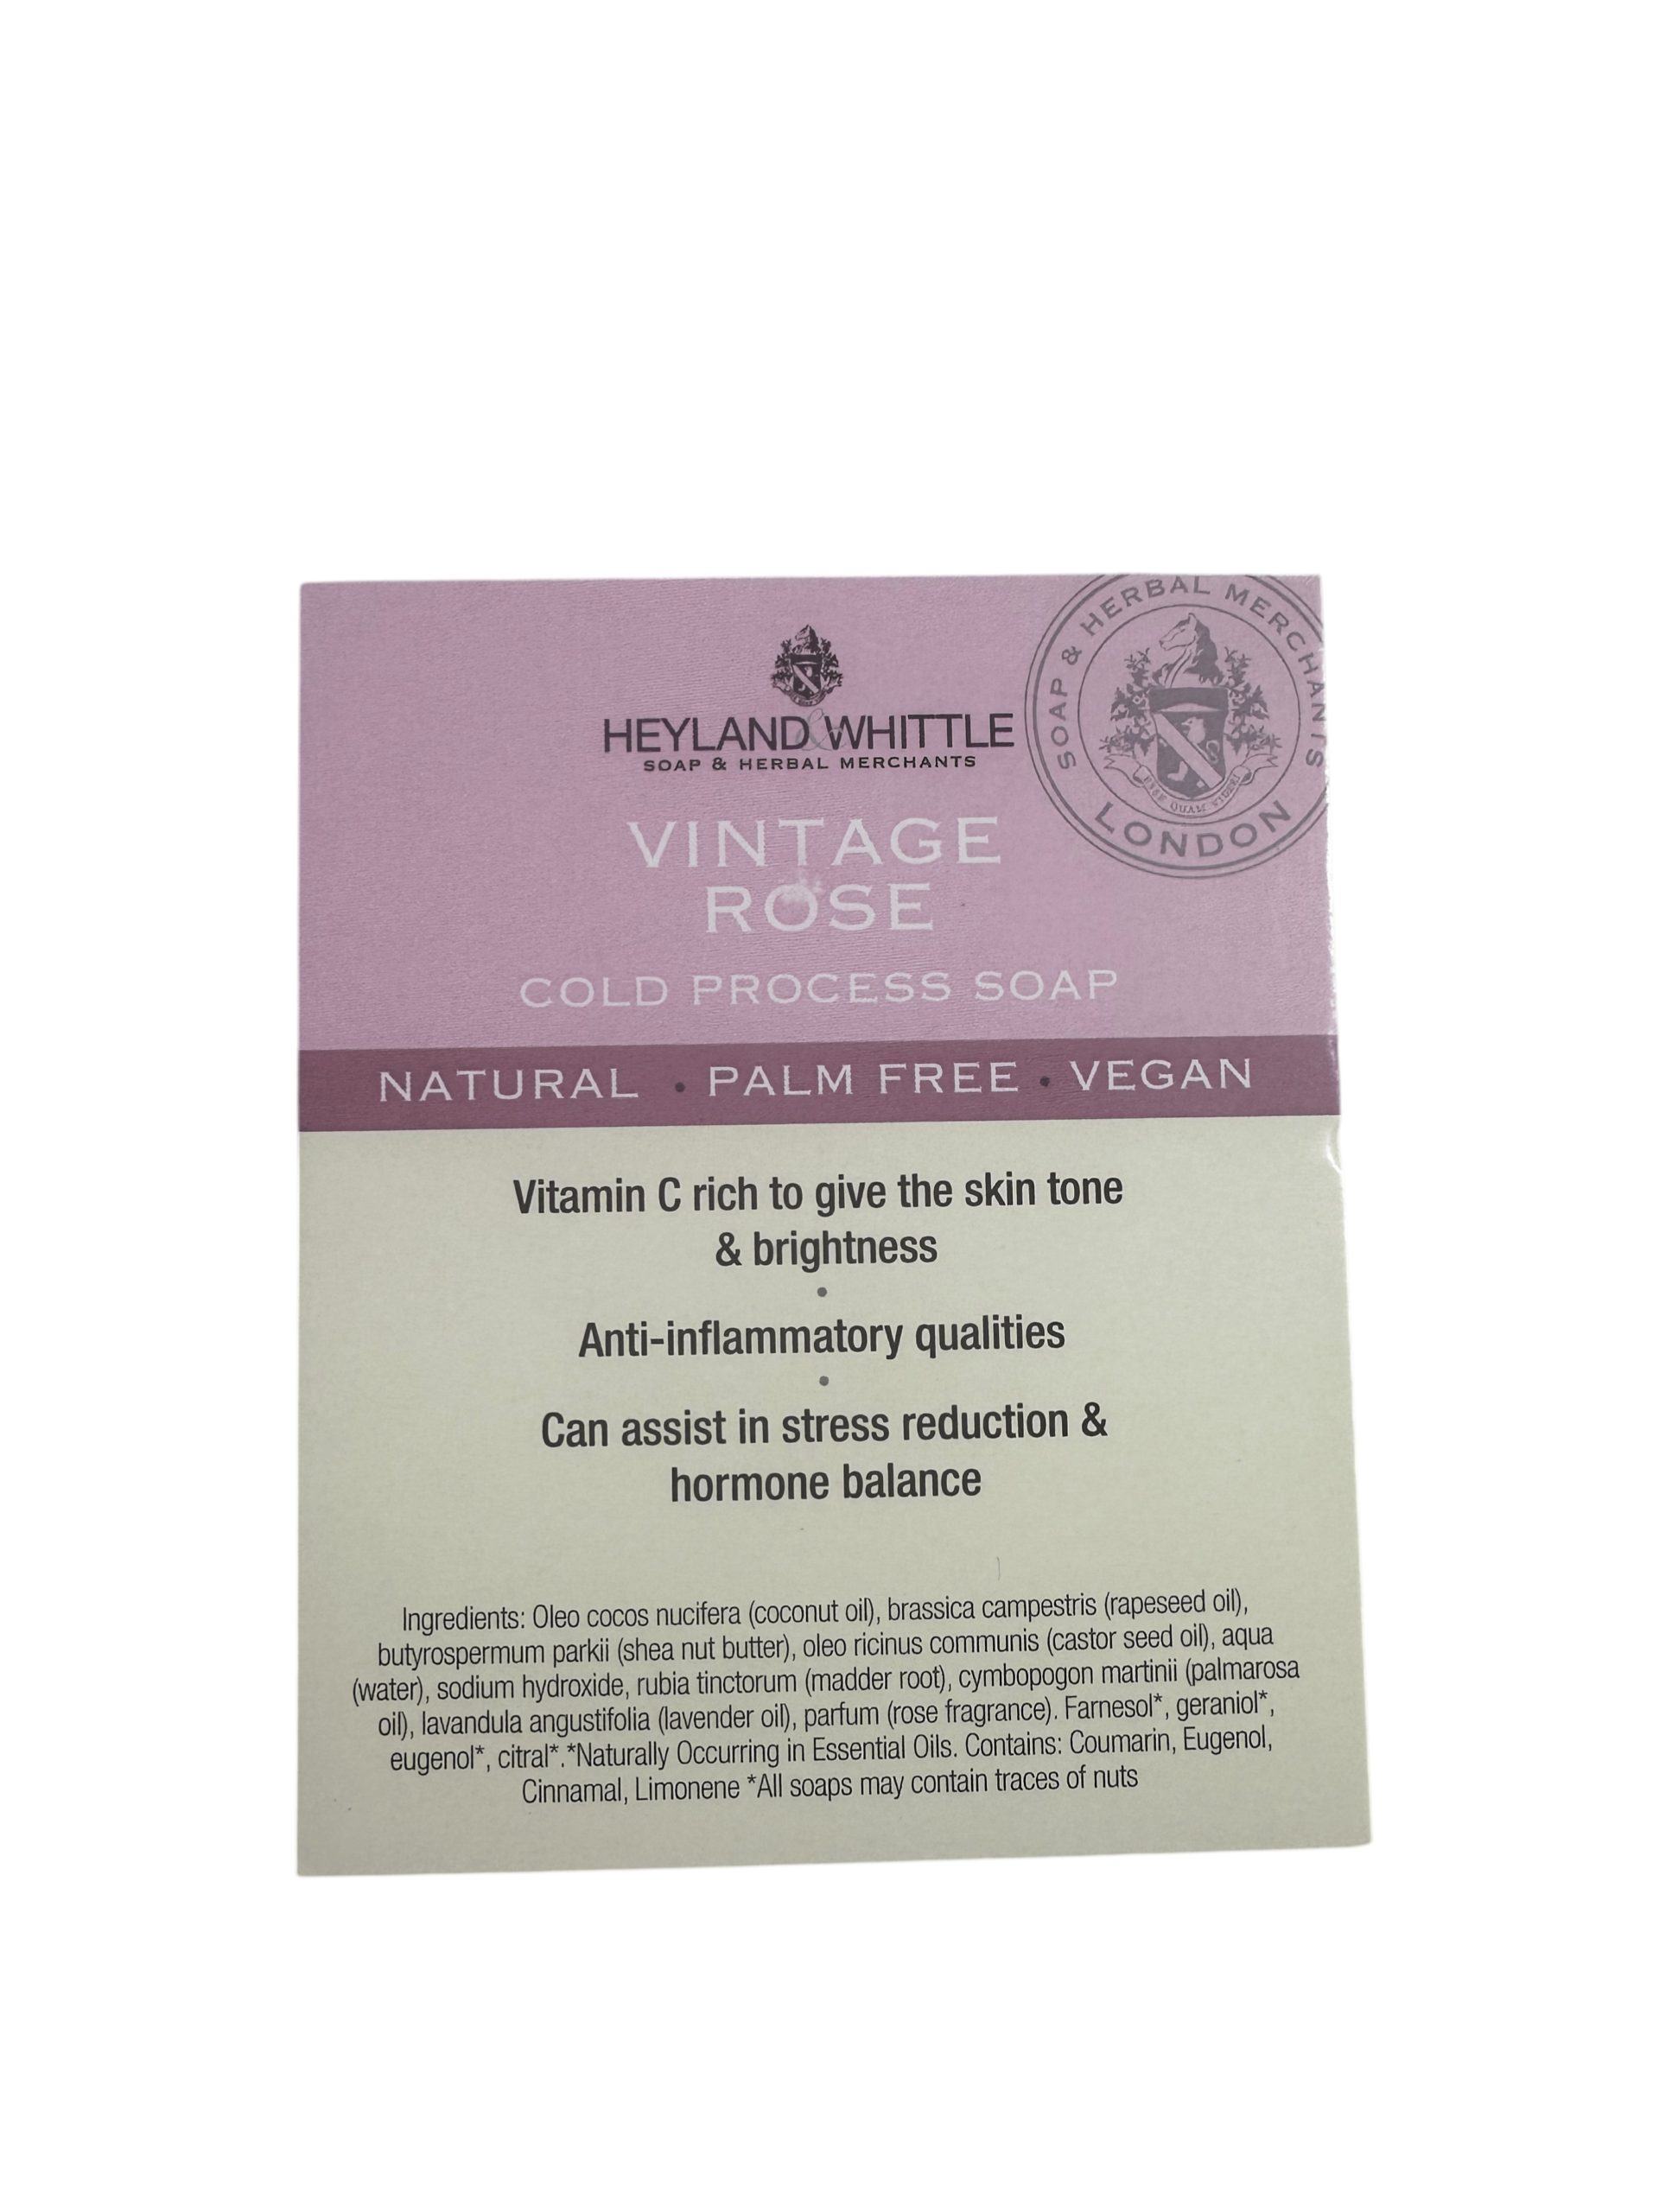 HEYLAND & WHITTLE
SOAP & HERBAL MERCHANTS
SOAP & HERBAL MERCHANTS
LONDON
VINTAGE
ROSE
COLD PROCESS SOAP
NATURAL • PALM FREE • VEGAN
Vitamin C rich to give the skin tone
& brightness
•
Anti-inflammatory qualities
•
Can assist in stress reduction &
hormone balance
Ingredients: Oleo cocos nucifera (coconut oil), brassica campestris (rapeseed oil),
butyrospermum parkii (shea nut butter), oleo ricinus communis (castor seed oil), aqua
(water), sodium hydroxide, rubia tinctorum (madder root), cymbopogon martinii (palmarosa
oil), lavandula angustifolia (lavender oil), parfum (rose fragrance). Farnesol*, geraniol*,
eugenol*, citral*.*Naturally Occurring in Essential Oils. Contains: Coumarin, Eugenol,
Cinnamal, Limonene *All soaps may contain traces of nuts